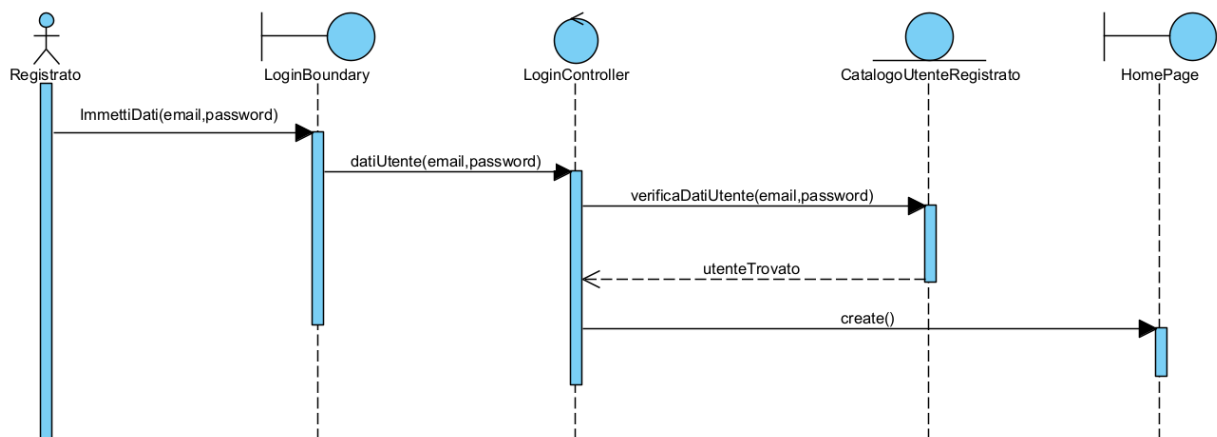 Registrato
LoginBoundary
LoginController
CatalogoUtenteRegistrato
HomePage
ImmettiDati(email,password)
datiUtente(email,password)
verificaDatiUtente(email,password)
utenteTrovato
create()